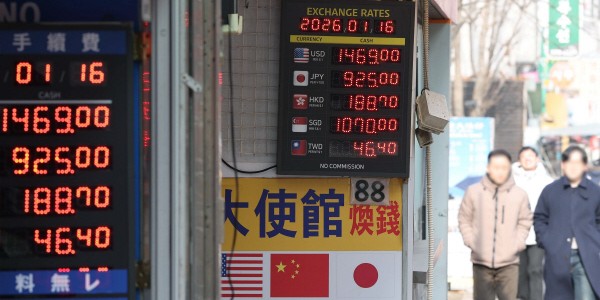 手續費
01 16
CASH
1469.00
925.00
188.70
46.40
料無レ
EXCHANGE RATES
2026.01.16
CURRENCY CASH
USD 1469.00
JPY 925.00
HKD 188.70
SGD 1070.00
TWD 46.40
NO COMMISSION
大使館
88
煥錢